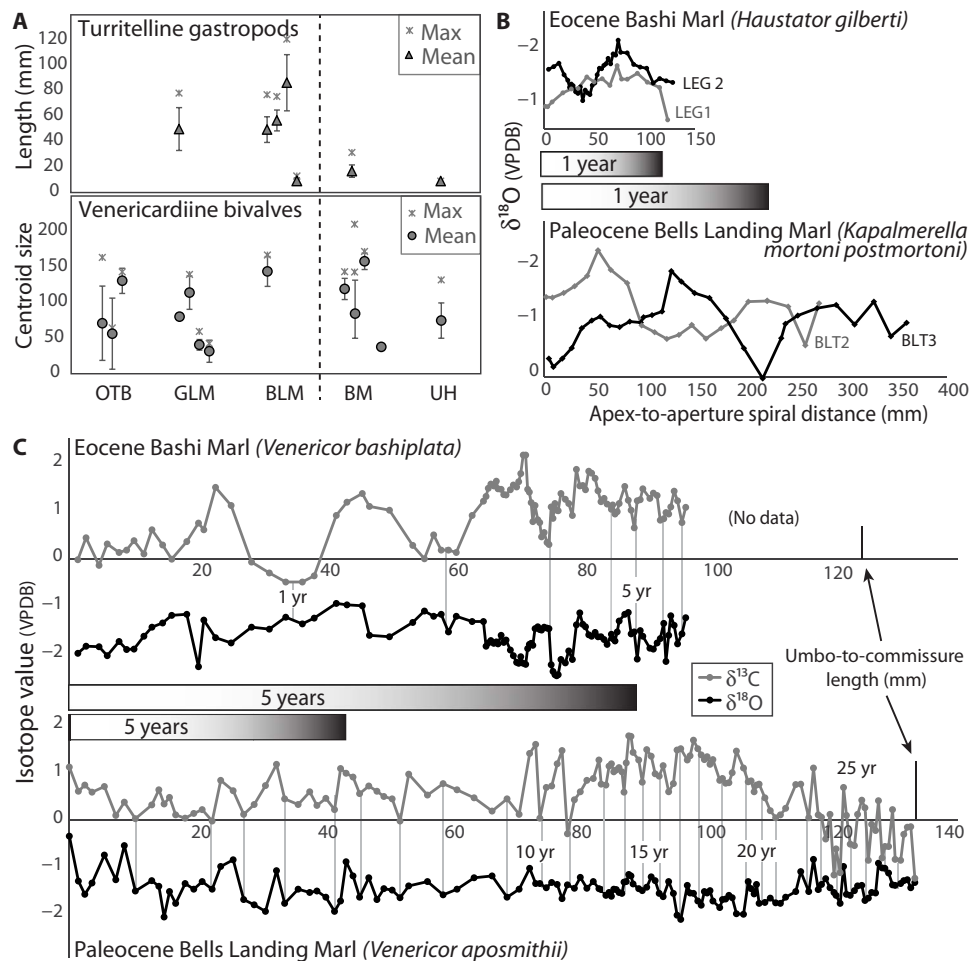 A
Turritelline gastropods
Max
Mean
Length (mm)
120
100
80
60
40
20
0
Venericardiine bivalves
Max
Mean
Centroid size
200
150
100
50
0
OTB GLM BLM BM UH
B
Eocene Bashi Marl (Haustator gilberti)
−2
−1
LEG 2
LEG1
0 50 100 150
1 year
1 year
δ18O (VPDB)
Paleocene Bells Landing Marl (Kapalmerella
mortoni postmortoni)
−2
−1
0
BLT2
BLT3
0 50 100 150 200 250 300 350 400
Apex-to-aperture spiral distance (mm)
C
Eocene Bashi Marl (Venericor bashiplata)
2
1
0
−1
−2
(No data)
20 40 60 80 100 120
1 yr
5 yr
Isotope value (VPDB)
Umbo-to-commissure
length (mm)
δ13C
δ18O
5 years
5 years
2
1
0
−1
−2
25 yr
20 40 60 80 100 120 140
10 yr
15 yr
20 yr
Paleocene Bells Landing Marl (Venericor aposmithii)